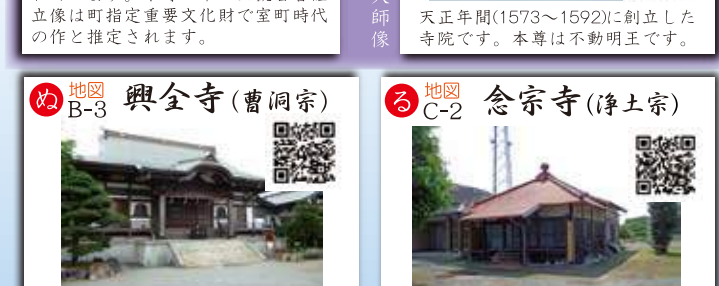 立像は町指定重要文化財で室町時代
の作と推定されます。
師像
天正年間(1573〜1592)に創立した
寺院です。本尊は不動明王です。
ぬ 地図 B-3 興全寺(曹洞宗)
る 地図 C-2 念宗寺(浄土宗)